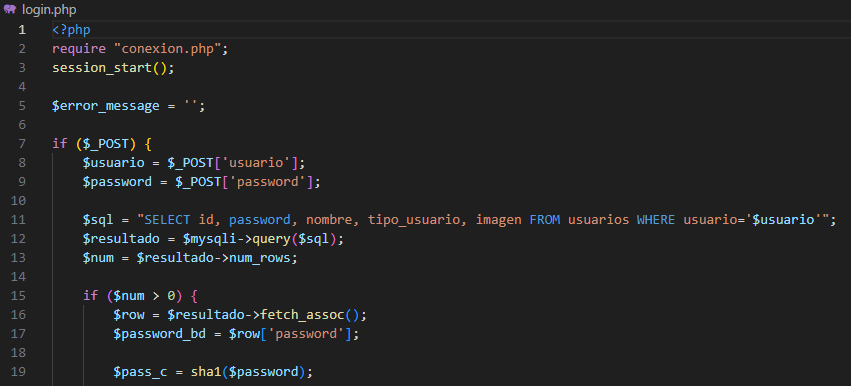 login.php
1 <?php
2 require "conexion.php";
3 session_start();
4
5 $error_message = '';
6
7 if ($_POST) {
8 $usuario = $_POST['usuario'];
9 $password = $_POST['password'];
10
11 $sql = "SELECT id, password, nombre, tipo_usuario, imagen FROM usuarios WHERE usuario='$usuario'";
12 $resultado = $mysqli->query($sql);
13 $num = $resultado->num_rows;
14
15 if ($num > 0) {
16 $row = $resultado->fetch_assoc();
17 $password_bd = $row['password'];
18
19 $pass_c = sha1($password);